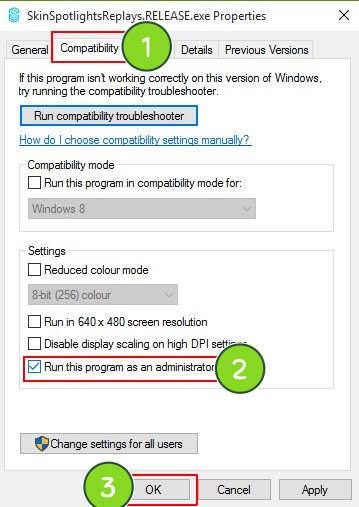 SkinSpotlightsReplays.RELEASE.exe Properties
General Compatibility 1 Details Previous Versions
If this program isn't working correctly on this version of Windows,
try running the compatibility troubleshooter.
Run compatibility troubleshooter
How do I choose compatibility settings manually?
Compatibility mode
Run this program in compatibility mode for:
Windows 8
Settings
Reduced colour mode
8-bit (256) colour
Run in 640 x 480 screen resolution
Disable display scaling on high DPI settings
Run this program as an administrator 2
Change settings for all users
3 OK Cancel Apply